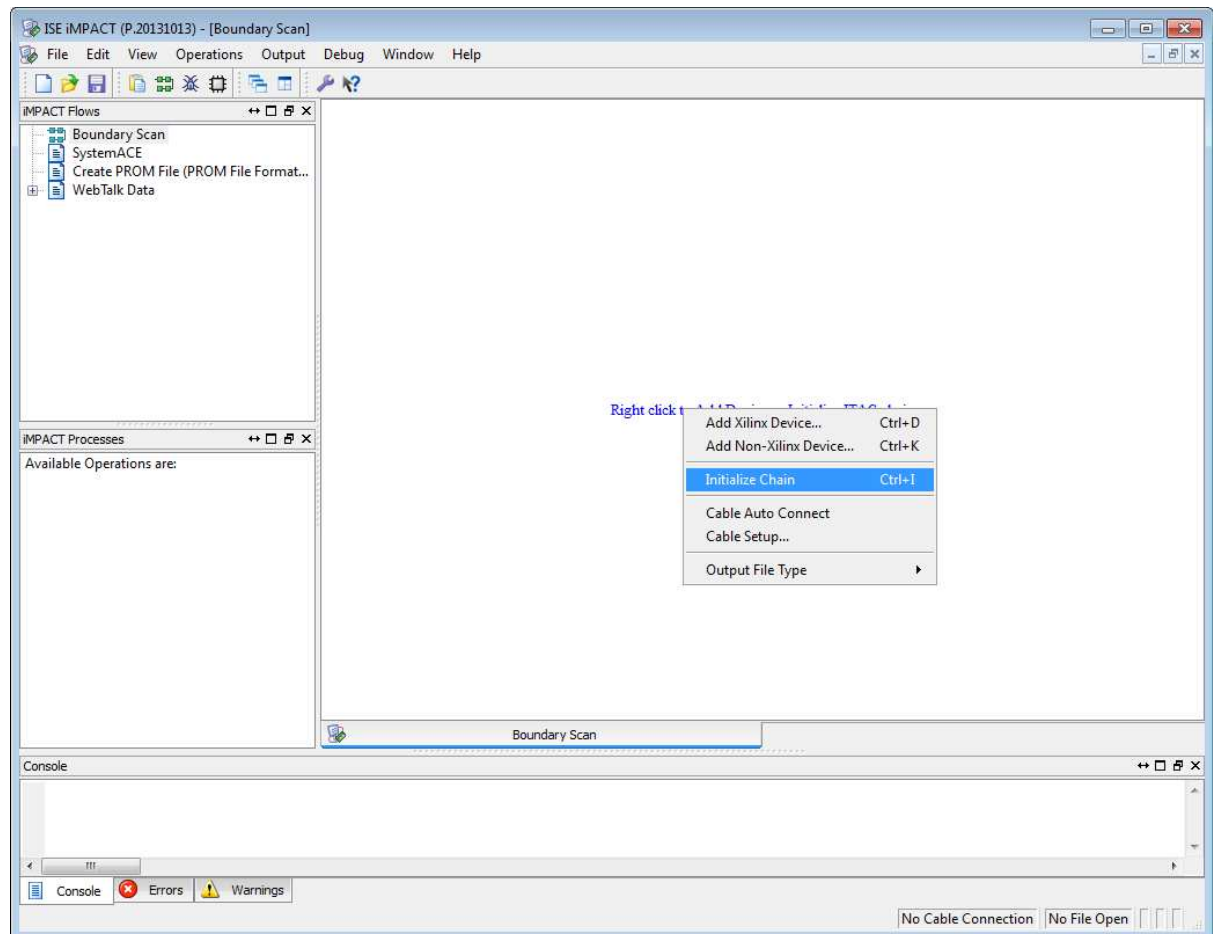 ISE iMPACT (P.20131013) - [Boundary Scan]
File Edit View Operations Output Debug Window Help
iMPACT Flows
Boundary Scan
SystemACE
Create PROM File (PROM File Format...
WebTalk Data
Right click
Add Xilinx Device... Ctrl+D
Add Non-Xilinx Device... Ctrl+K
Initialize Chain Ctrl+I
Cable Auto Connect
Cable Setup...
Output File Type
iMPACT Processes
Available Operations are:
Boundary Scan
Console
Console Errors Warnings
No Cable Connection No File Open